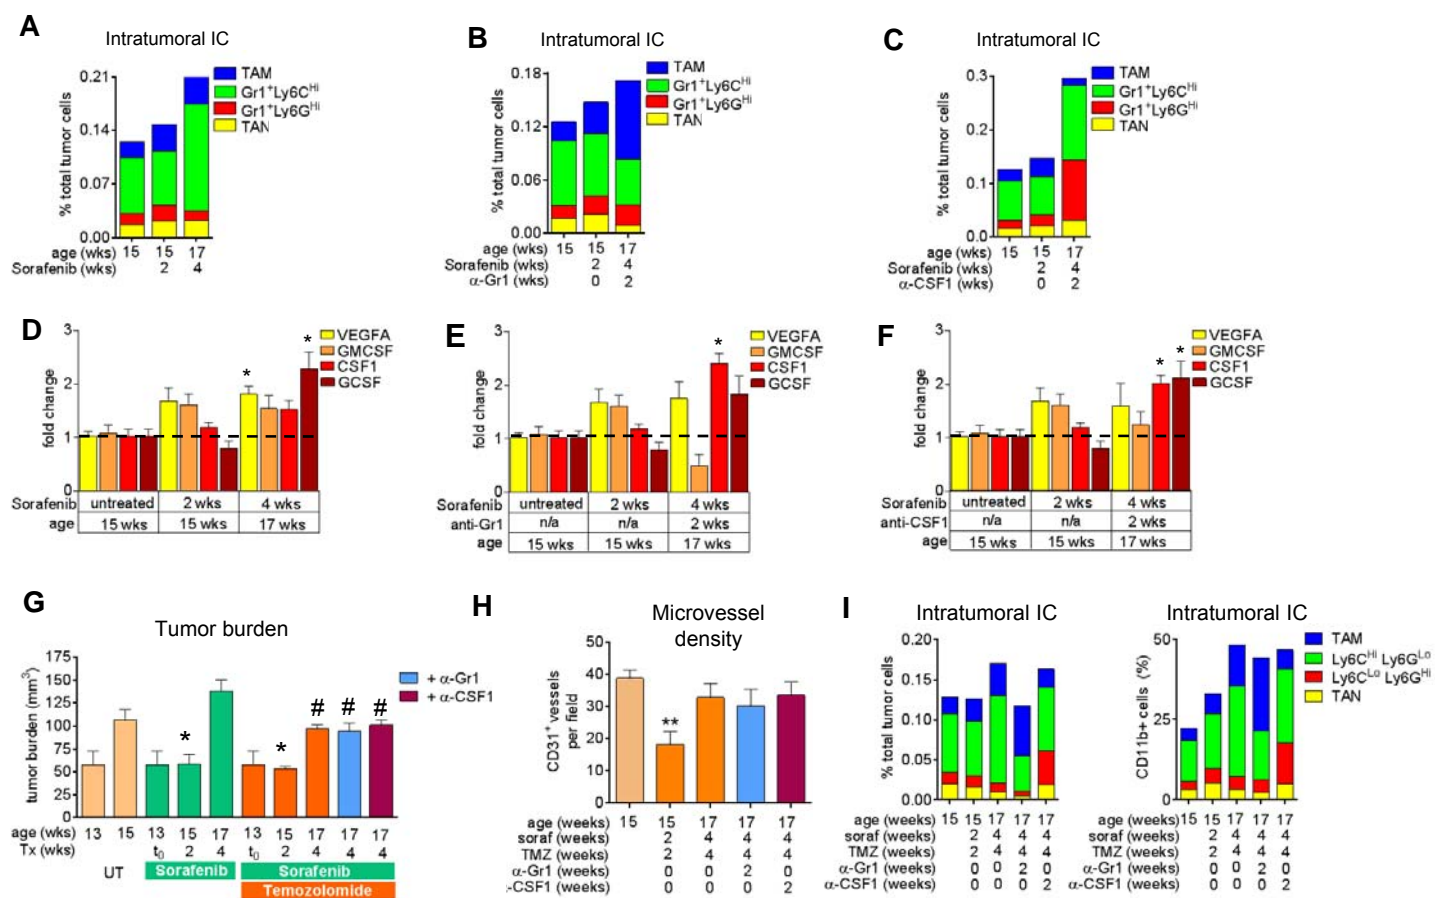 A
Intratumoral IC
% total tumor cells
0.21
0.14
0.07
0.00
TAM
Gr1+Ly6CHi
Gr1+Ly6GHi
TAN
age (wks) 15 15 17
Sorafenib (wks) 2 4
B
Intratumoral IC
% total tumor cells
0.18
0.12
0.06
0.00
TAM
Gr1+Ly6CHi
Gr1+Ly6GHi
TAN
age (wks) 15 15 17
Sorafenib (wks) 2 4
α-Gr1 (wks) 0 2
C
Intratumoral IC
% total tumor cells
0.3
0.2
0.1
0.0
TAM
Gr1+Ly6CHi
Gr1+Ly6GHi
TAN
age (wks) 15 15 17
Sorafenib (wks) 2 4
α-CSF1 (wks) 0 2
D
fold change
3
2
1
0
* *
VEGFA
GMCSF
CSF1
GCSF
Sorafenib untreated 2 wks 4 wks
age 15 wks 15 wks 17 wks
E
fold change
3
2
1
0
*
VEGFA
GMCSF
CSF1
GCSF
Sorafenib untreated 2 wks 4 wks
anti-Gr1 n/a n/a 2 wks
age 15 wks 15 wks 17 wks
F
fold change
3
2
1
0
* *
VEGFA
GMCSF
CSF1
GCSF
Sorafenib untreated 2 wks 4 wks
anti-CSF1 n/a n/a 2 wks
age 15 wks 15 wks 17 wks
G
Tumor burden
tumor burden (mm3)
175
150
125
100
75
50
25
0
* * # # #
+ α-Gr1
+ α-CSF1
age (wks) 13 15 13 15 17 13 15 17 17 17
Tx (wks) t0 2 4 t0 2 4 4 4
UT Sorafenib Sorafenib
Temozolomide
H
Microvessel
density
CD31+ vessels
per field
50
40
30
20
10
0
**
age (weeks) 15 15 17 17 17
soraf (weeks) 2 4 4 4
TMZ (weeks) 2 4 4 4
α-Gr1 (weeks) 0 0 2 0
-CSF1 (weeks) 0 0 0 2
I
Intratumoral IC
% total tumor cells
0.20
0.15
0.10
0.05
0.00
age (weeks) 15 15 17 17 17
soraf (weeks) 2 4 4 4
TMZ (weeks) 2 4 4 4
α-Gr1 (weeks) 0 0 2 0
α-CSF1 (weeks) 0 0 0 2
Intratumoral IC
CD11b+ cells (%)
50
25
0
TAM
Ly6CHi Ly6GLo
Ly6CLo Ly6GHi
TAN
age (weeks) 15 15 17 17 17
soraf (weeks) 2 4 4 4
TMZ (weeks) 2 4 4 4
α-Gr1 (weeks) 0 0 2 0
α-CSF1 (weeks) 0 0 0 2